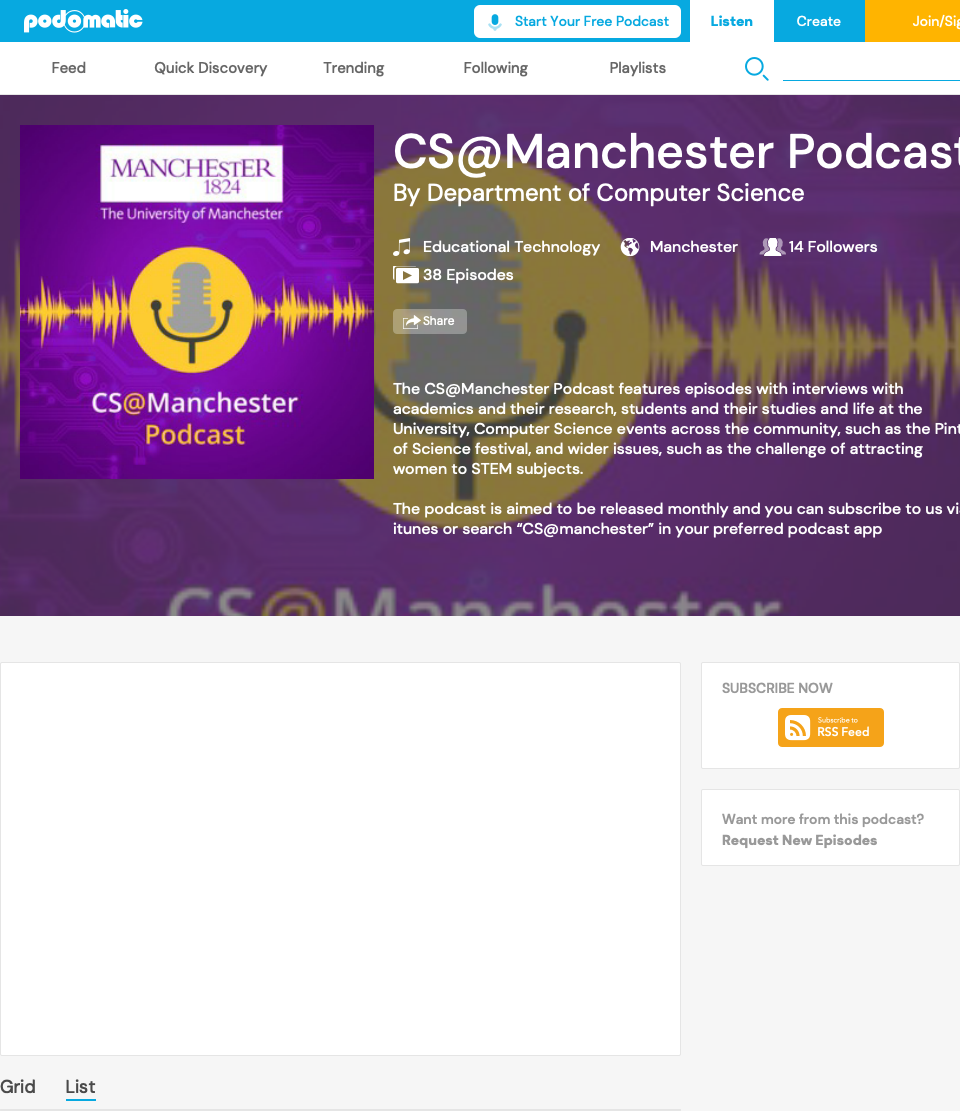 podomatic
Start Your Free Podcast
Listen
Create
Join/Sig
Feed
Quick Discovery
Trending
Following
Playlists
MANCHESTER
1824
The University of Manchester
CS@Manchester
Podcast
CS@Manchester Podcast
By Department of Computer Science
Educational Technology
Manchester
14 Followers
38 Episodes
Share
The CS@Manchester Podcast features episodes with interviews with
academics and their research, students and their studies and life at the
University, Computer Science events across the community, such as the Pint
of Science festival, and wider issues, such as the challenge of attracting
women to STEM subjects.
The podcast is aimed to be released monthly and you can subscribe to us via
itunes or search “CS@manchester” in your preferred podcast app
CS@Manchester
SUBSCRIBE NOW
Subscribe to
RSS Feed
Want more from this podcast?
Request New Episodes
Grid
List